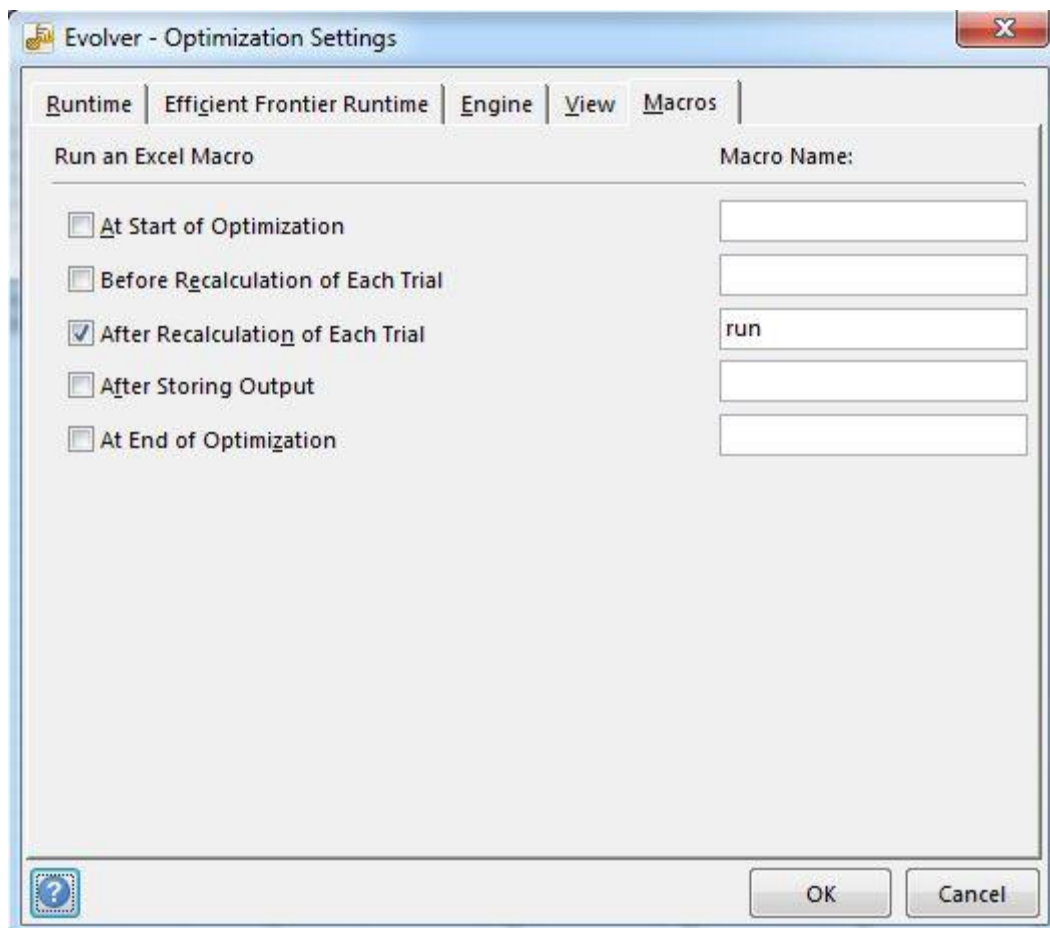 Evolver - Optimization Settings
Runtime Efficient Frontier Runtime Engine View Macros
Run an Excel Macro Macro Name:
At Start of Optimization
Before Recalculation of Each Trial
After Recalculation of Each Trial run
After Storing Output
At End of Optimization
? OK Cancel